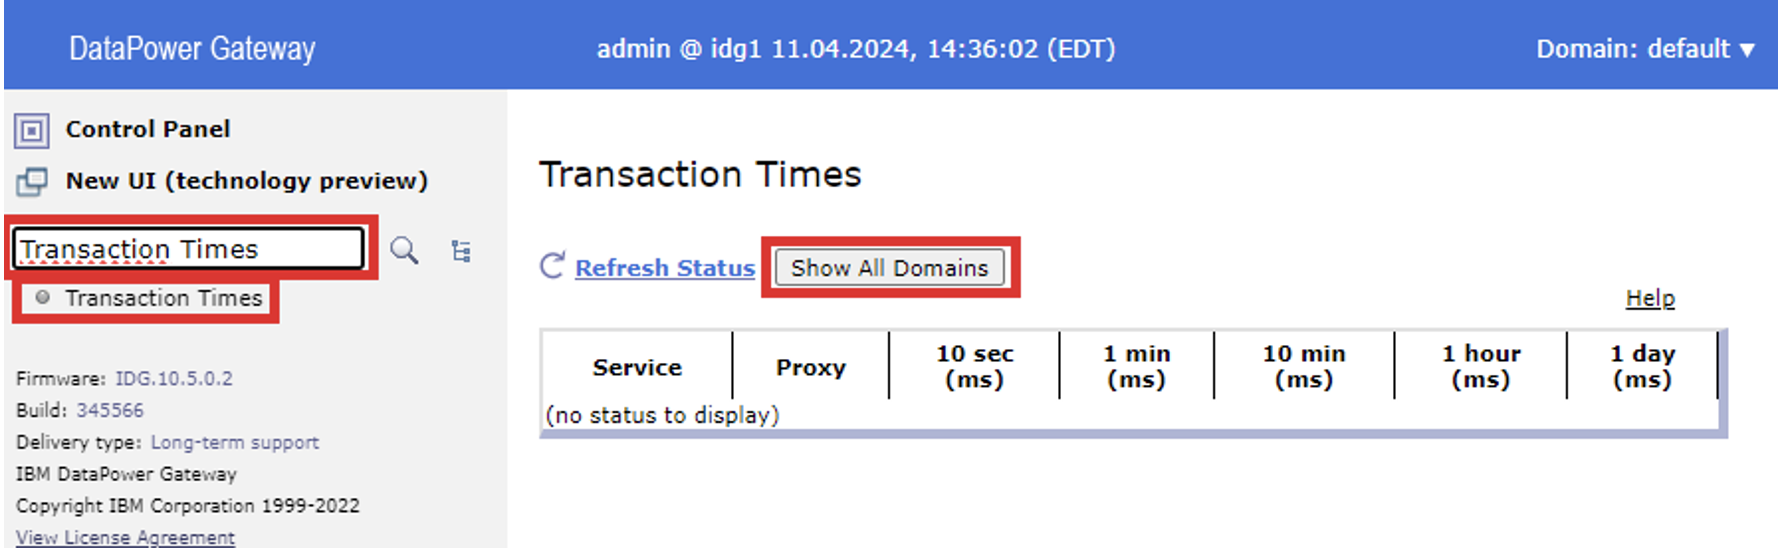 DataPower Gateway
admin @ idg1 11.04.2024, 14:36:02 (EDT)
Domain: default ▼
Control Panel
New UI (technology preview)
Transaction Times
Transaction Times
Firmware: IDG.10.5.0.2
Build: 345566
Delivery type: Long-term support
IBM DataPower Gateway
Copyright IBM Corporation 1999-2022
View License Agreement
Transaction Times
Refresh Status
Show All Domains
Help
Service Proxy 10 sec (ms) 1 min (ms) 10 min (ms) 1 hour (ms) 1 day (ms)
(no status to display)